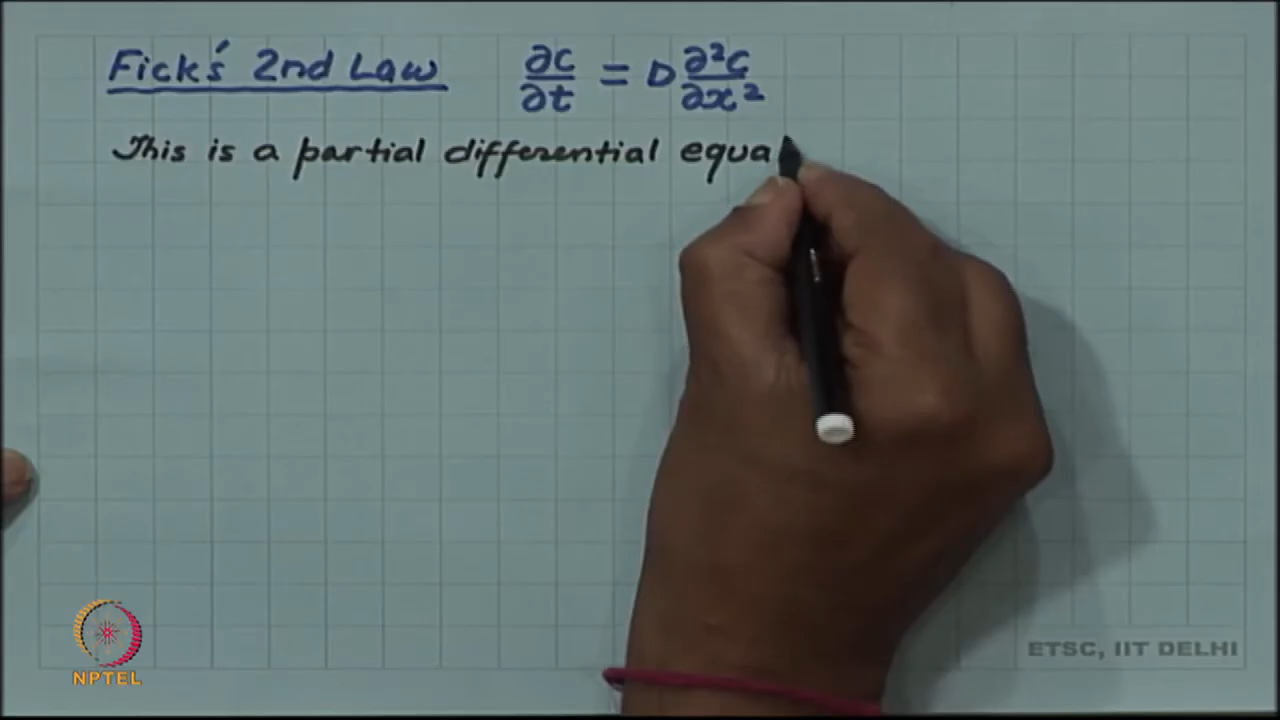 Fick's 2nd Law ∂C/∂t = D ∂²C/∂x²
This is a partial differential equa
NPTEL
ETSC, IIT DELHI